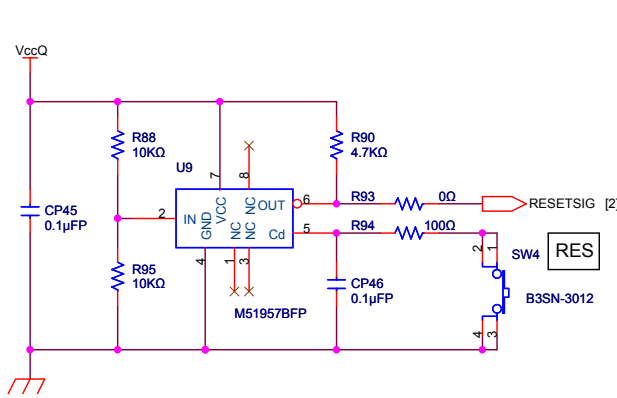 VccQ
R88
10KΩ
R90
4.7KΩ
U9
7
8
2
IN
GND
VCC
NC
NC
NC
OUT
Cd
6
5
4
1
3
R93
0Ω
RESETSIG [2]
R94
100Ω
CP45
0.1µFP
R95
10KΩ
M51957BFP
CP46
0.1µFP
2
1
SW4
RES
B3SN-3012
4
3